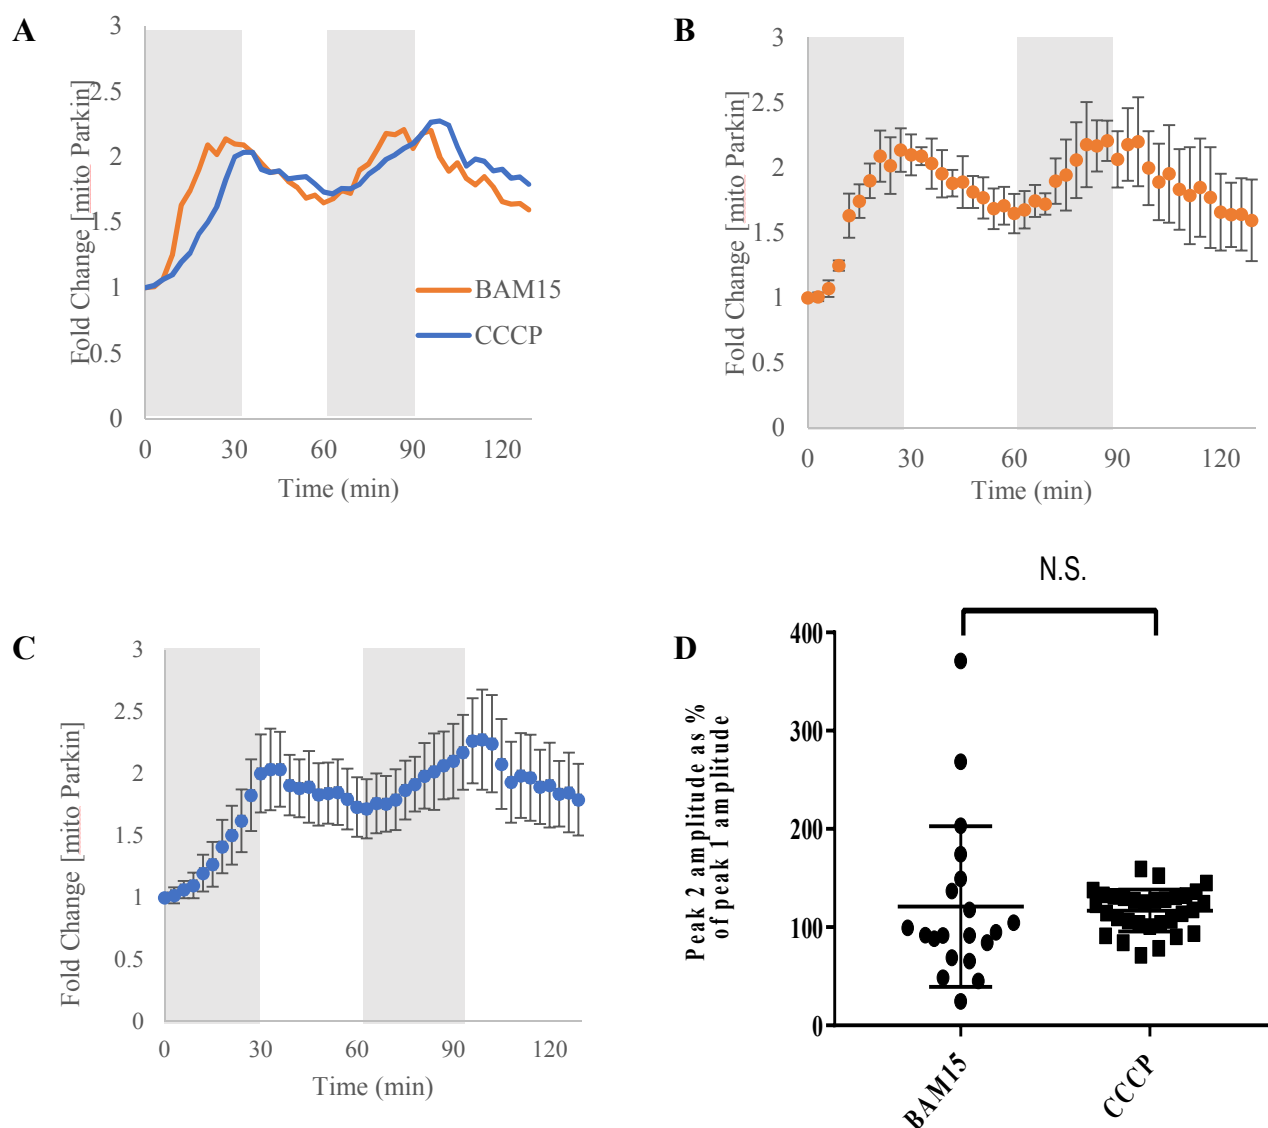 A
Fold Change [mito Parkin]
3
2.5
2
1.5
1
0.5
0
0 30 60 90 120
Time (min)
BAM15
CCCP
B
Fold Change [mito Parkin]
3
2.5
2
1.5
1
0.5
0
0 30 60 90 120
Time (min)
C
Fold Change [mito Parkin]
3
2.5
2
1.5
1
0.5
0
0 30 60 90 120
Time (min)
D
N.S.
Peak 2 amplitude as %
of peak 1 amplitude
400
300
200
100
0
BAM15
CCCP